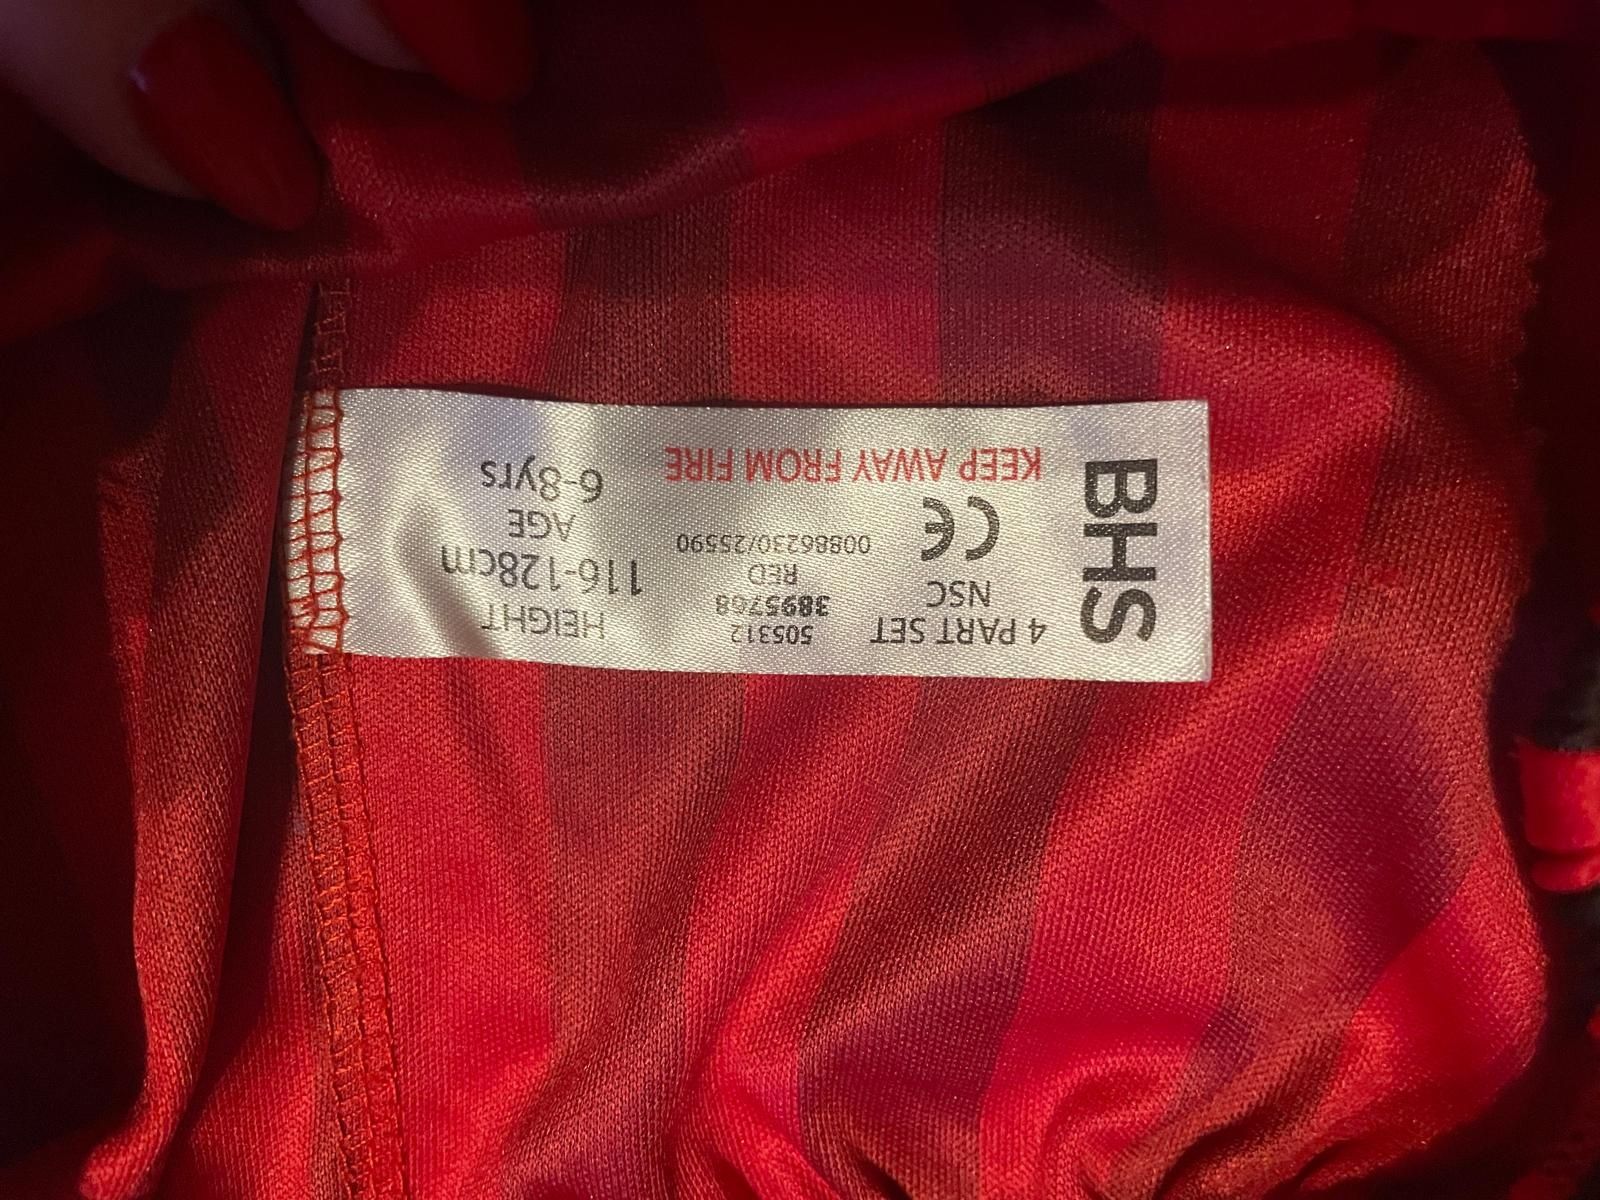 BHS
4 PART SET
NSC
CE
KEEP AWAY FROM FIRE
505312
3895768
RED
00886230/25590
HEIGHT
116-128cm
AGE
6-8yrs